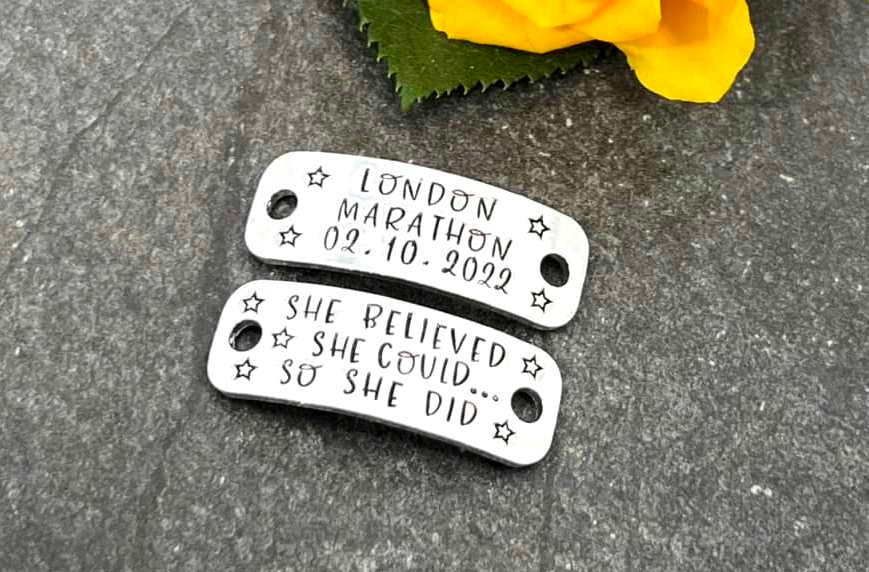 LONDON
MARATHON
02.10.2022
SHE BELIEVED
SHE COULD...
SO SHE DID